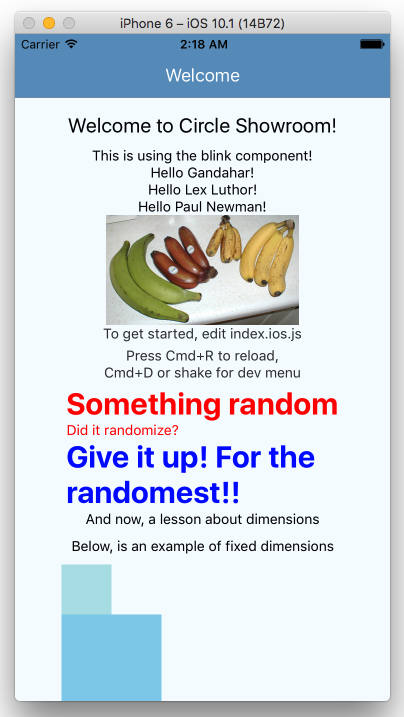 iPhone 6 – iOS 10.1 (14B72)
Carrier 2:18 AM
Welcome
Welcome to Circle Showroom!
This is using the blink component!
Hello Gandahar!
Hello Lex Luthor!
Hello Paul Newman!
To get started, edit index.ios.js
Press Cmd+R to reload,
Cmd+D or shake for dev menu
Something random
Did it randomize?
Give it up! For the
randomest!!
And now, a lesson about dimensions
Below, is an example of fixed dimensions